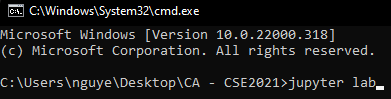 C:\Windows\System32\cmd.exe
Microsoft Windows [Version 10.0.22000.318]
(c) Microsoft Corporation. All rights reserved.
C:\Users\nguye\Desktop\CA - CSE2021>jupyter lab